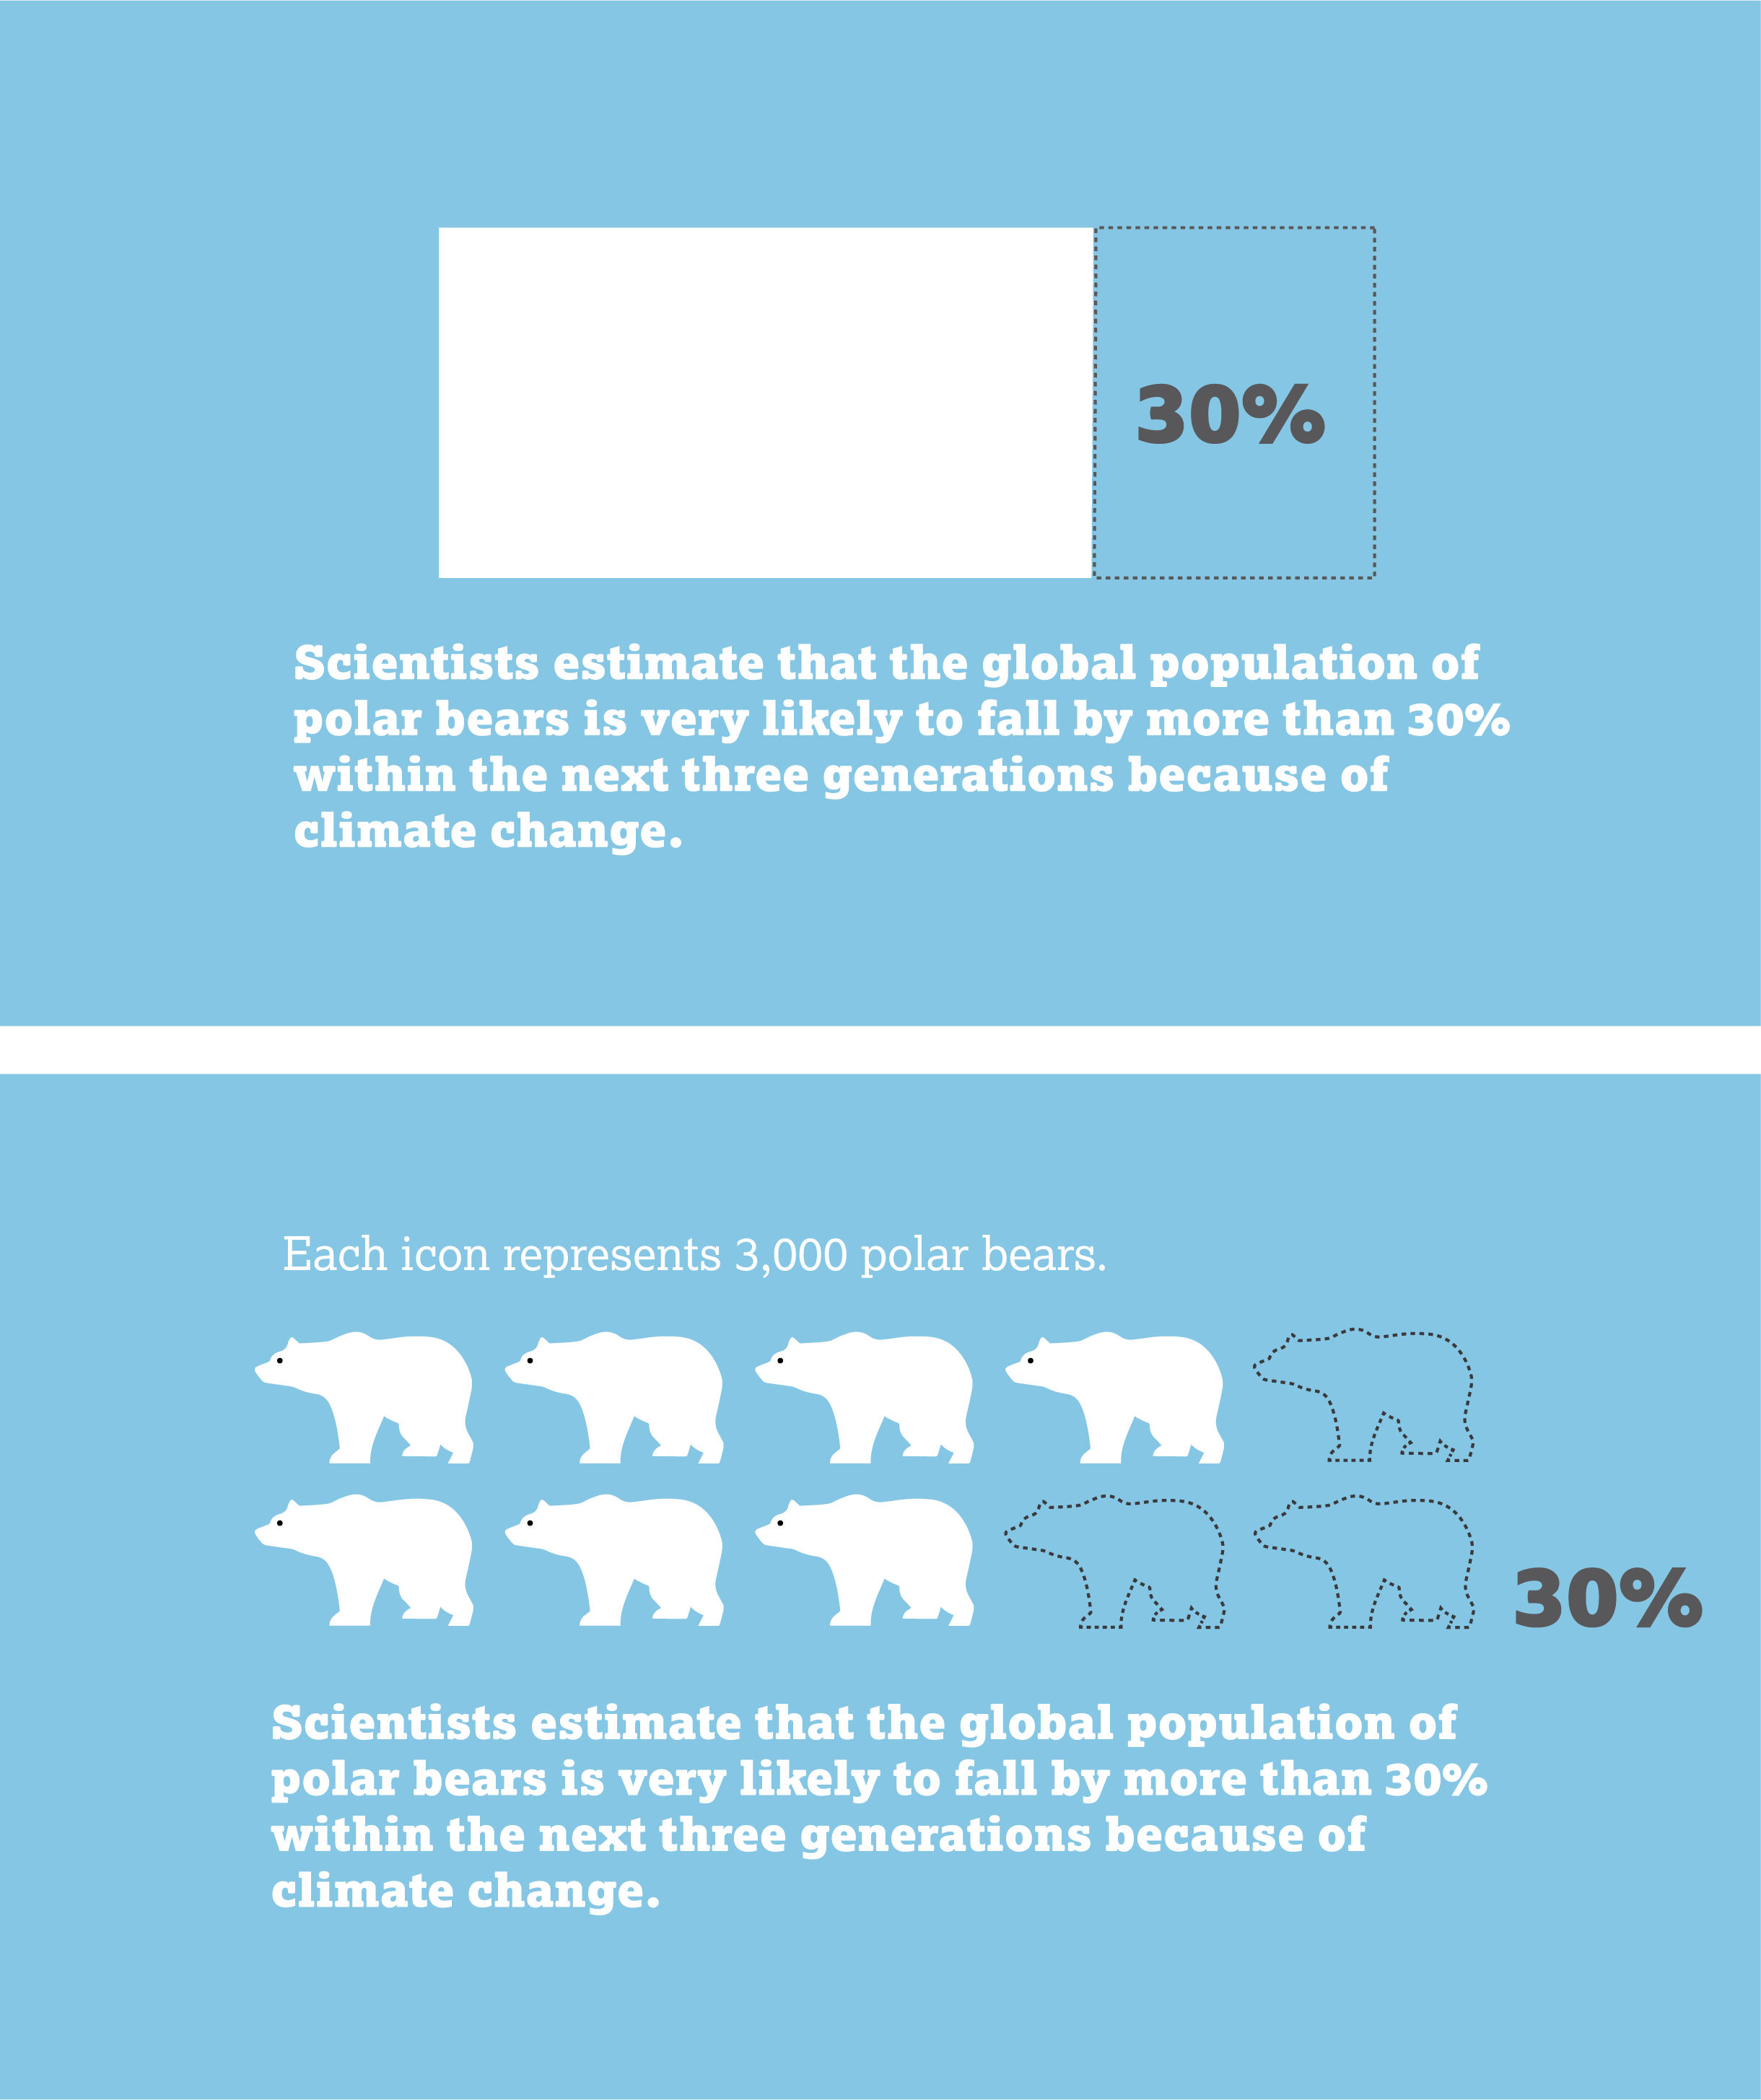 30%
Scientists estimate that the global population of
polar bears is very likely to fall by more than 30%
within the next three generations because of
climate change.
Each icon represents 3,000 polar bears.
30%
Scientists estimate that the global population of
polar bears is very likely to fall by more than 30%
within the next three generations because of
climate change.